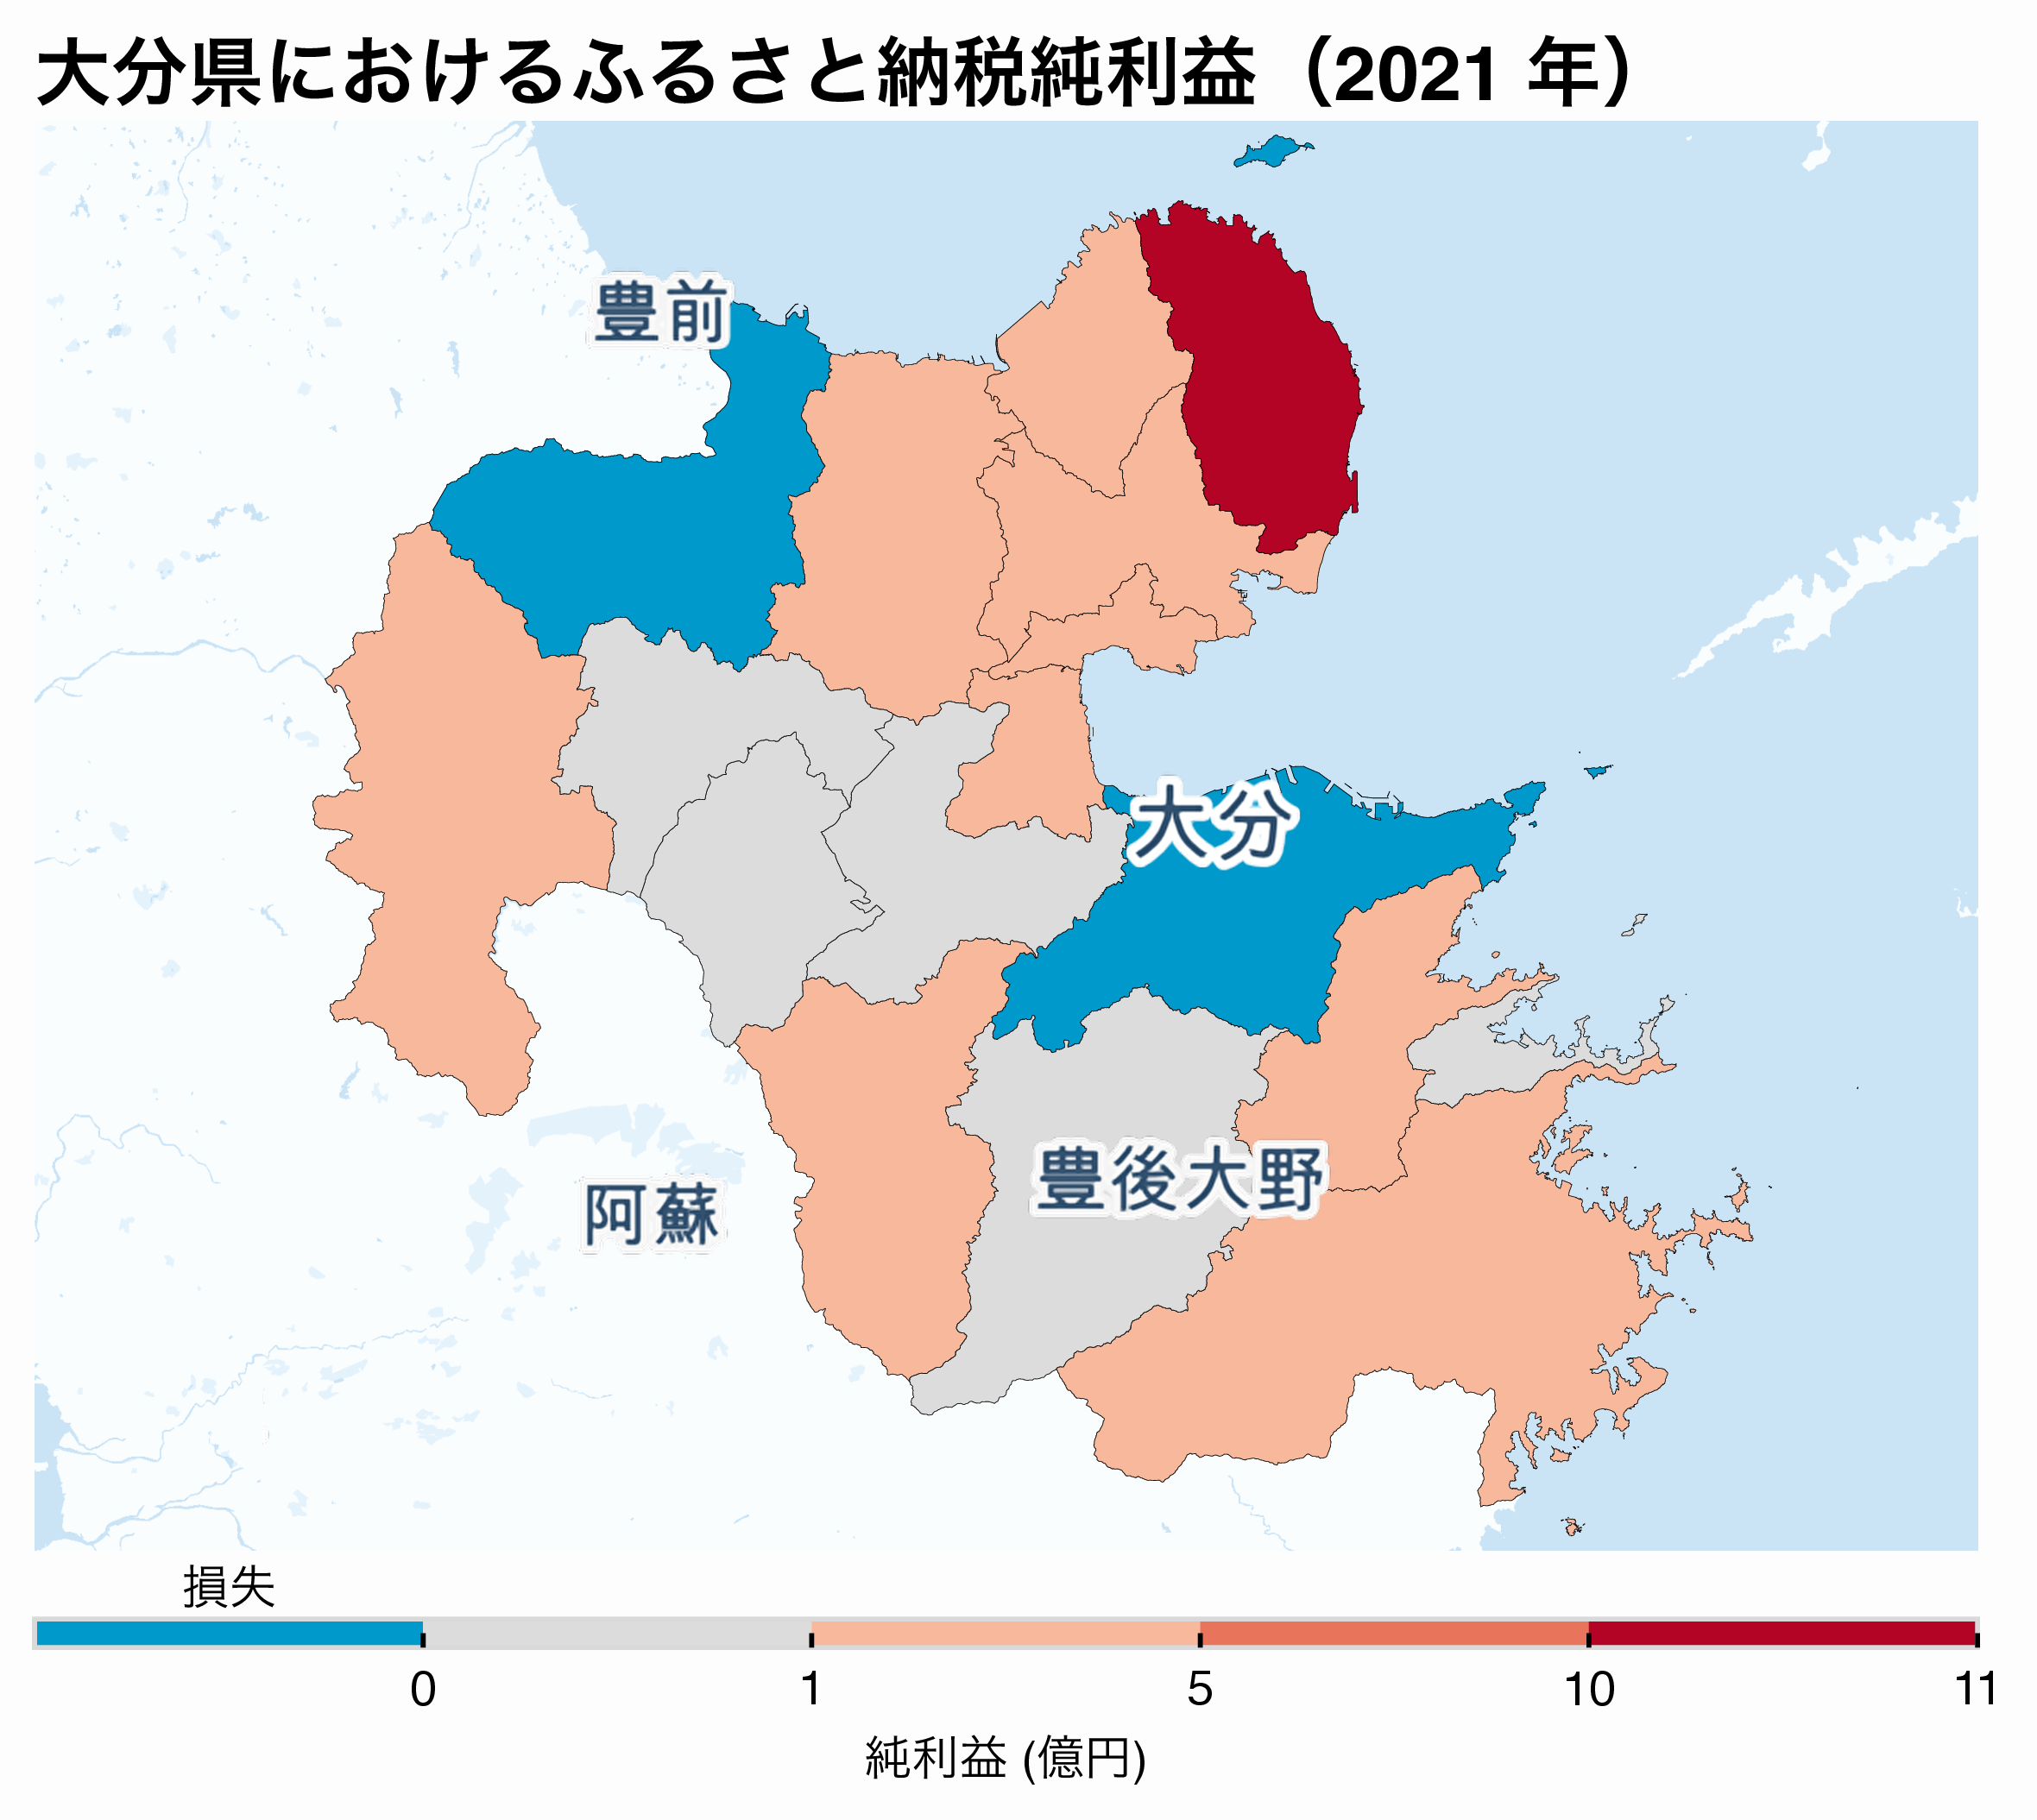 大分県におけるふるさと納税純利益（2021 年）
豊前
大分
豊後大野
阿蘇
損失
0 1 5 10 11
純利益 (億円)